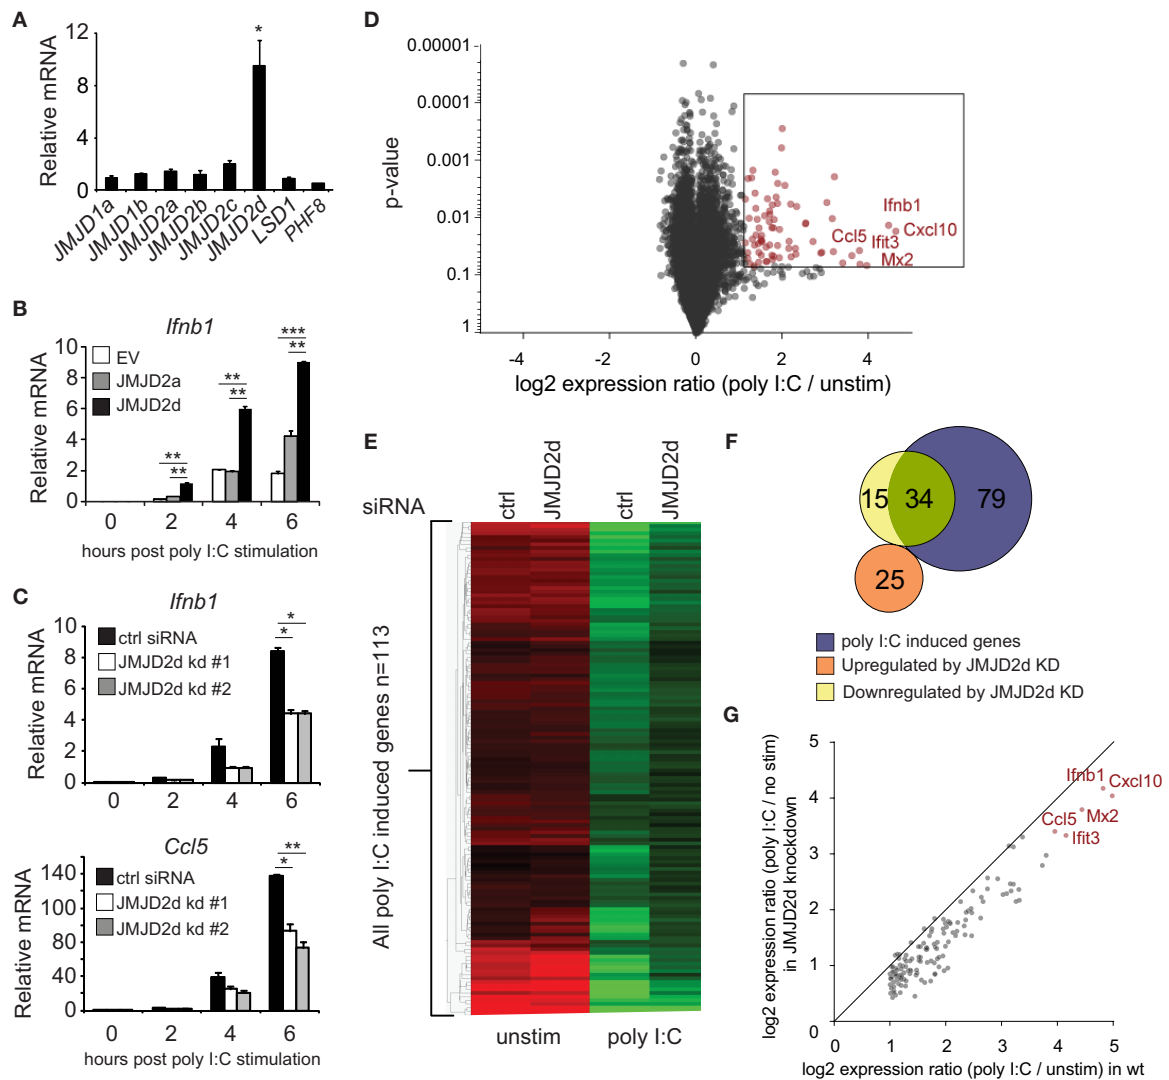 A
Relative mRNA
12
8
4
0
*
JMJD1a
JMJD1b
JMJD2a
JMJD2b
JMJD2c
JMJD2d
LSD1
PHF8
B
Ifnb1
Relative mRNA
10
8
6
4
2
0
EV
JMJD2a
JMJD2d
**
**
**
**
***
**
0 2 4 6
hours post poly I:C stimulation
C
Ifnb1
Relative mRNA
10
8
6
4
2
0
ctrl siRNA
JMJD2d kd #1
JMJD2d kd #2
*
*
0 2 4 6
Ccl5
Relative mRNA
140
100
80
40
0
ctrl siRNA
JMJD2d kd #1
JMJD2d kd #2
**
*
0 2 4 6
hours post poly I:C stimulation
D
p-value
0.00001
0.0001
0.001
0.01
0.1
1
Ifnb1
Cxcl10
Ccl5
Ifit3
Mx2
-4 -2 0 2 4
log2 expression ratio (poly I:C / unstim)
E
siRNA
ctrl
JMJD2d
ctrl
JMJD2d
All poly I:C induced genes n=113
unstim poly I:C
F
15 34 79
25
poly I:C induced genes
Upregulated by JMJD2d KD
Downregulated by JMJD2d KD
G
log2 expression ratio (poly I:C / no stim)
in JMJD2d knockdown
5
4
3
2
1
0
Ifnb1
Cxcl10
Ccl5
Mx2
Ifit3
0 1 2 3 4 5
log2 expression ratio (poly I:C / unstim) in wt